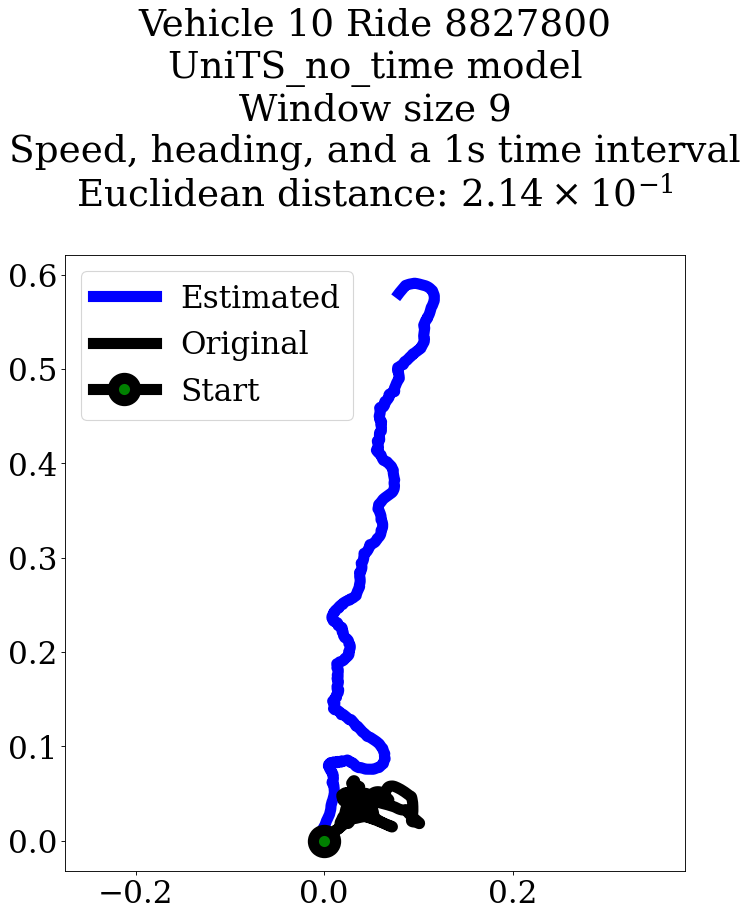 Vehicle 10 Ride 8827800
UniTS_no_time model
Window size 9
Speed, heading, and a 1s time interval
Euclidean distance: 2.14 × 10⁻¹
Estimated
Original
Start
0.6
0.5
0.4
0.3
0.2
0.1
0.0
−0.2 0.0 0.2